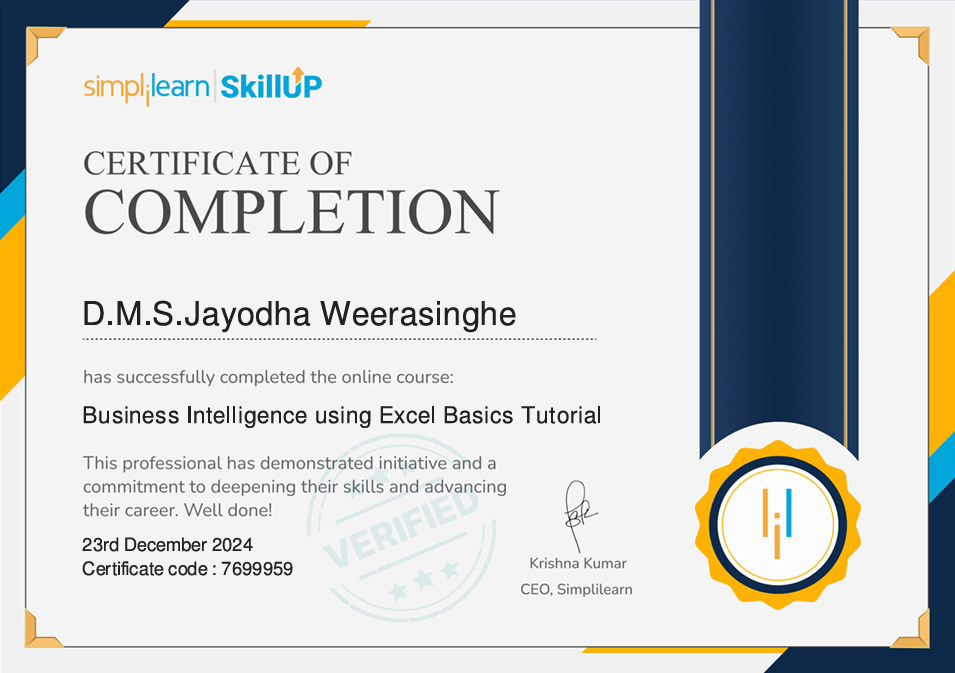 simplilearn | SkillUP
CERTIFICATE OF
COMPLETION
D.M.S.Jayodha Weerasinghe
has successfully completed the online course:
Business Intelligence using Excel Basics Tutorial
This professional has demonstrated initiative and a
commitment to deepening their skills and advancing
their career. Well done!
23rd December 2024
Certificate code : 7699959
VERIFIED
Krishna Kumar
CEO, Simplilearn